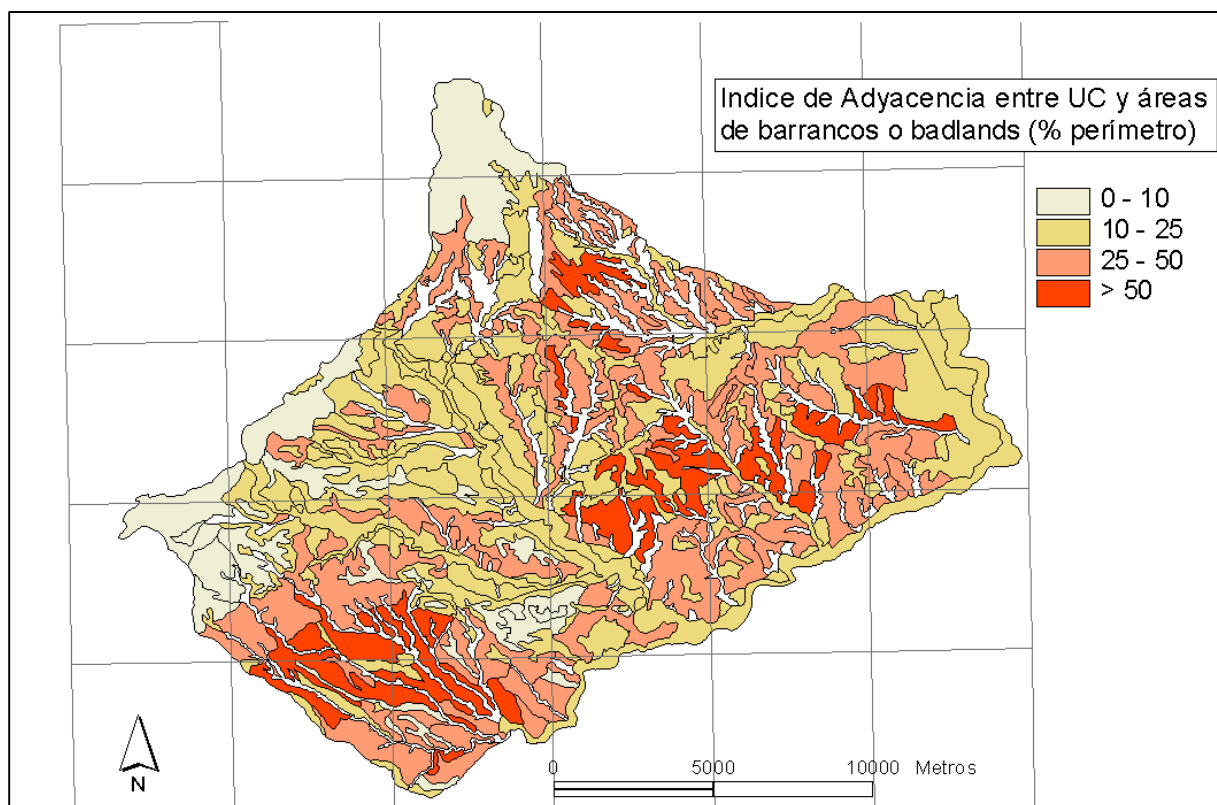 Indice de Adyacencia entre UC y áreas
de barrancos o badlands (% perímetro)
0 - 10
10 - 25
25 - 50
> 50
N
0 5000 10000 Metros